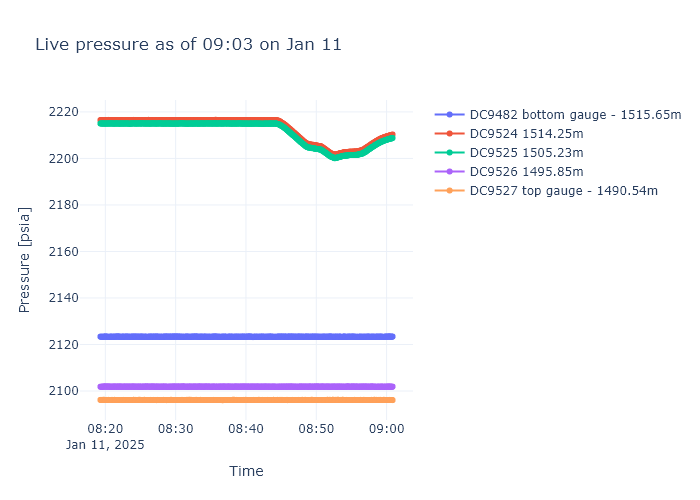 Live pressure as of 09:03 on Jan 11
2220
2200
2180
2160
2140
2120
2100
Pressure [psia]
08:20
08:30
08:40
08:50
09:00
Jan 11, 2025
Time
DC9482 bottom gauge - 1515.65m
DC9524 1514.25m
DC9525 1505.23m
DC9526 1495.85m
DC9527 top gauge - 1490.54m